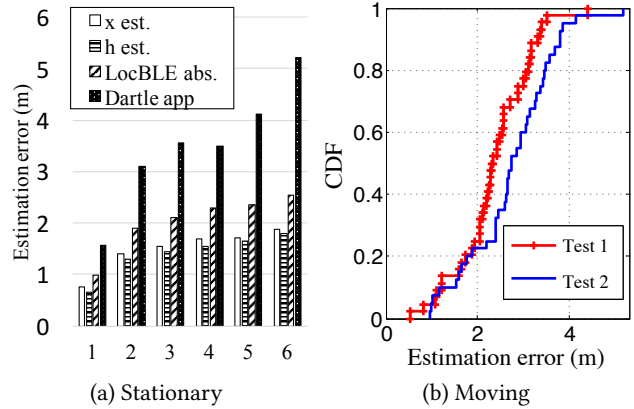 x est.
h est.
LocBLE abs.
Dartle app
Estimation error (m)
6
5
4
3
2
1
0
1 2 3 4 5 6
(a) Stationary
CDF
1
0.8
0.6
0.4
0.2
0
Test 1
Test 2
0 2 4
Estimation error (m)
(b) Moving